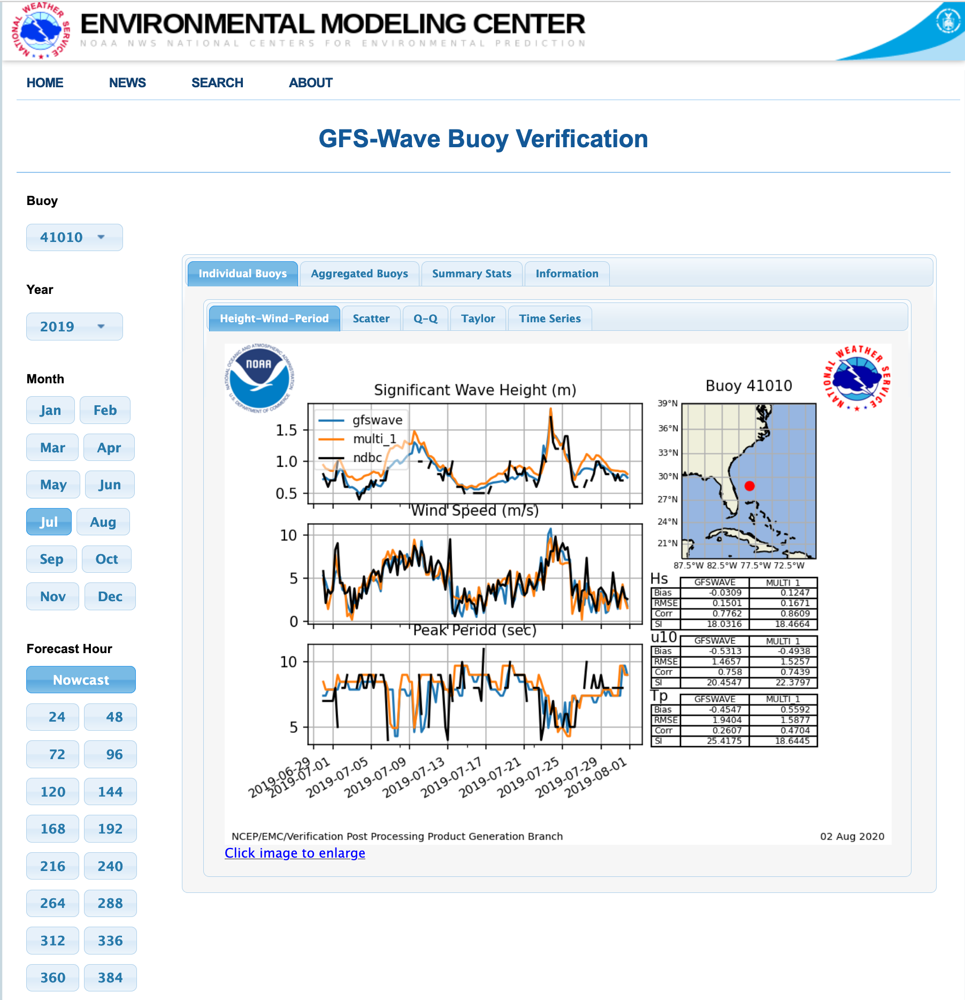 NATIONAL WEATHER SERVICE
ENVIRONMENTAL MODELING CENTER
NOAA NWS NATIONAL CENTERS FOR ENVIRONMENTAL PREDICTION
HOME NEWS SEARCH ABOUT
GFS-Wave Buoy Verification
Buoy
41010
Year
2019
Month
Jan Feb
Mar Apr
May Jun
Jul Aug
Sep Oct
Nov Dec
Forecast Hour
Nowcast
24 48
72 96
120 144
168 192
216 240
264 288
312 336
360 384
Individual Buoys Aggregated Buoys Summary Stats Information
Height-Wind-Period Scatter Q-Q Taylor Time Series
NATIONAL OCEANIC AND ATMOSPHERIC ADMINISTRATION
NOAA
U.S. DEPARTMENT OF COMMERCE
Significant Wave Height (m)
gfswave
multi_1
ndbc
1.5
1.0
0.5
Wind Speed (m/s)
10
5
0
Peak Period (sec)
10
5
2019-06-29
2019-07-01
2019-07-05
2019-07-09
2019-07-13
2019-07-17
2019-07-21
2019-07-25
2019-07-29
2019-08-01
Buoy 41010
NATIONAL WEATHER SERVICE
39°N
36°N
33°N
30°N
27°N
24°N
21°N
87.5°W 82.5°W 77.5°W 72.5°W
Hs GFSWAVE MULTI_1
Bias -0.0309 0.1247
RMSE 0.1501 0.1671
Corr 0.7762 0.8609
SI 18.0316 18.4664
u10 GFSWAVE MULTI_1
Bias -0.5313 -0.4938
RMSE 1.4657 1.5257
Corr 0.758 0.7439
SI 20.4547 22.3797
Tp GFSWAVE MULTI_1
Bias -0.4547 0.5592
RMSE 1.9404 1.5877
Corr 0.2607 0.4704
SI 25.4175 18.6445
NCEP/EMC/Verification Post Processing Product Generation Branch 02 Aug 2020
Click image to enlarge